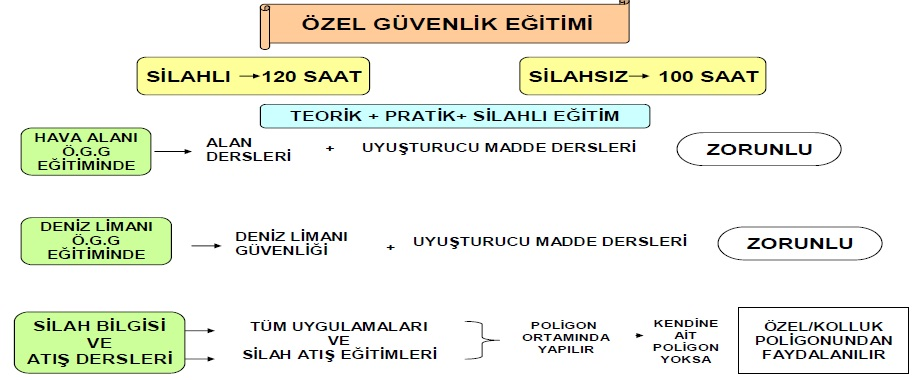 ÖZEL GÜVENLİK EĞİTİMİ
SİLAHLI → 120 SAAT
SİLAHSIZ → 100 SAAT
TEORİK + PRATİK+ SİLAHLI EĞİTİM
HAVA ALANI
Ö.G.G
EĞİTİMİNDE
ALAN
DERSLERİ
+
UYUŞTURUCU MADDE DERSLERİ
ZORUNLU
DENİZ LİMANI
Ö.G.G
EĞİTİMİNDE
DENİZ LİMANI
GÜVENLİĞİ
+
UYUŞTURUCU MADDE DERSLERİ
ZORUNLU
SİLAH BİLGİSİ
VE
ATIŞ DERSLERİ
TÜM UYGULAMALARI
VE
SİLAH ATIŞ EĞİTİMLERİ
POLİGON
ORTAMINDA
YAPILIR
KENDİNE
AİT
POLİGON
YOKSA
ÖZEL/KOLLUK
POLİGONUNDAN
FAYDALANILIR